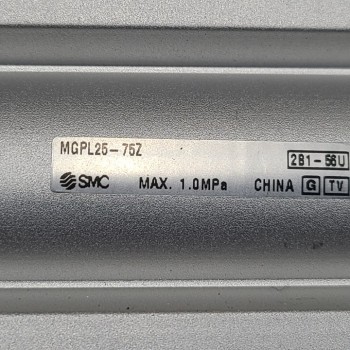 MGPL25-75Z
2B1-56U
SMC MAX. 1.0MPa CHINA G TV